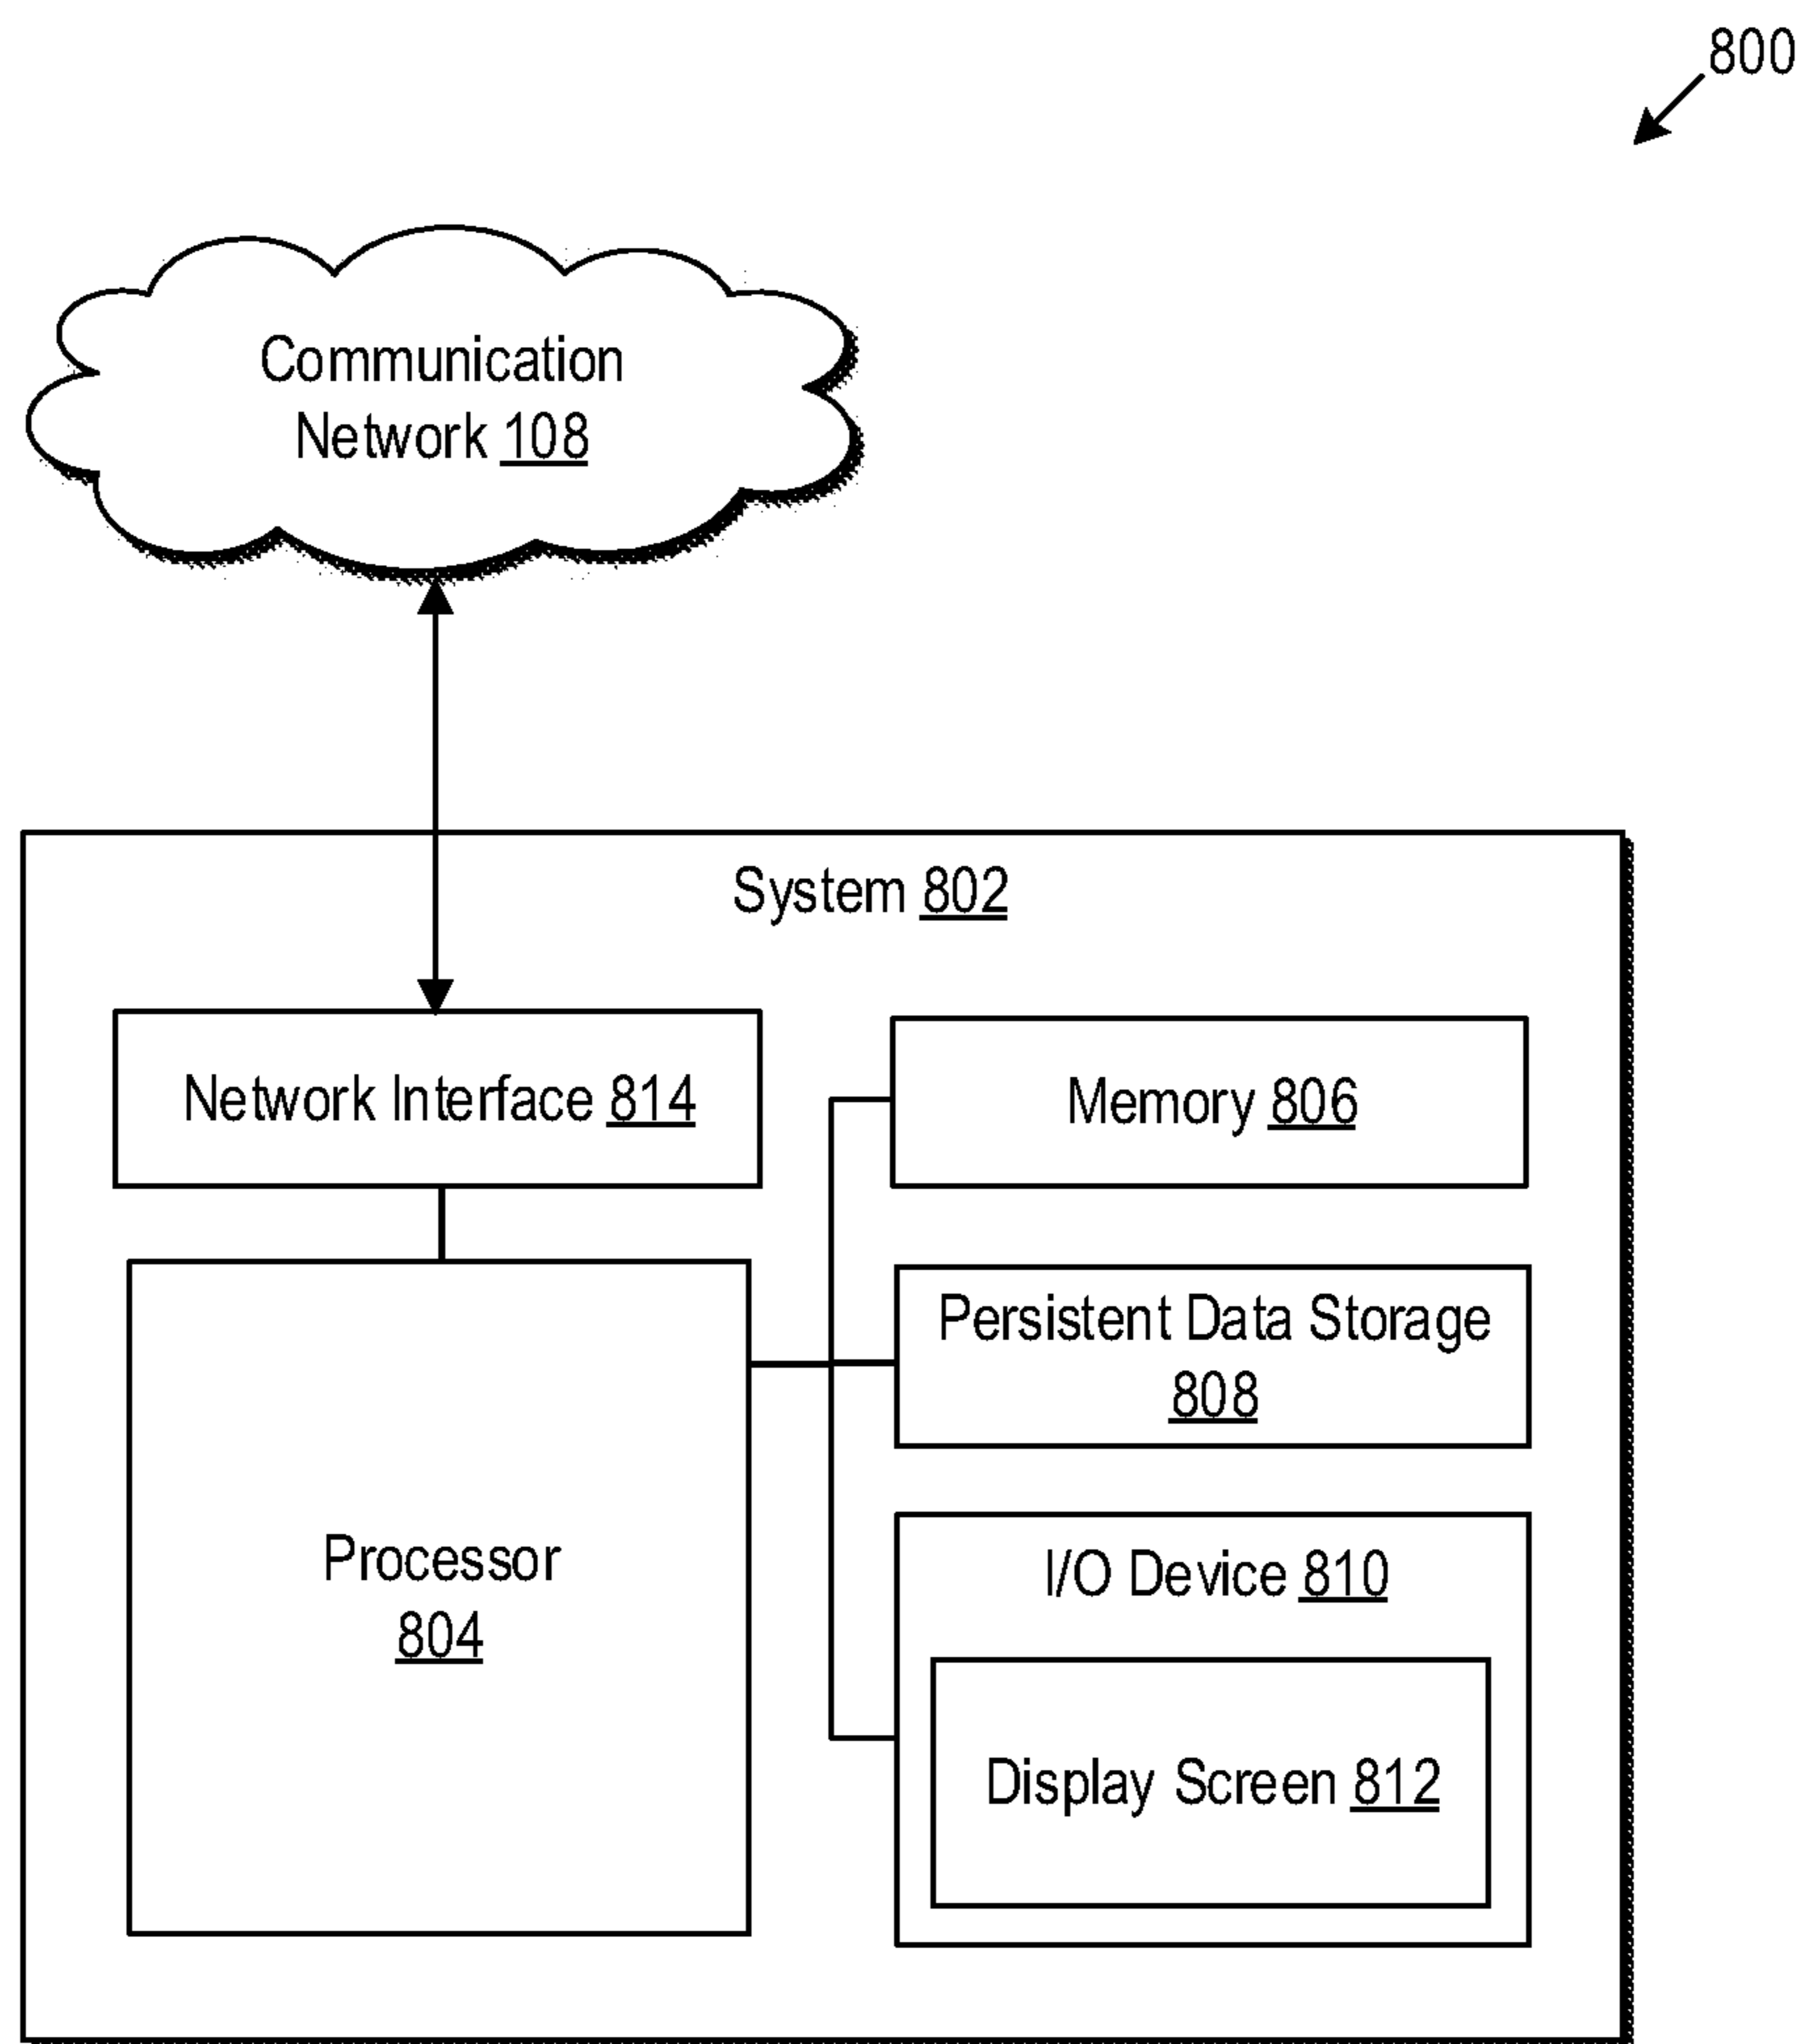 800
Communication
Network 108
System 802
Network Interface 814
Memory 806
Persistent Data Storage
808
Processor
804
I/O Device 810
Display Screen 812